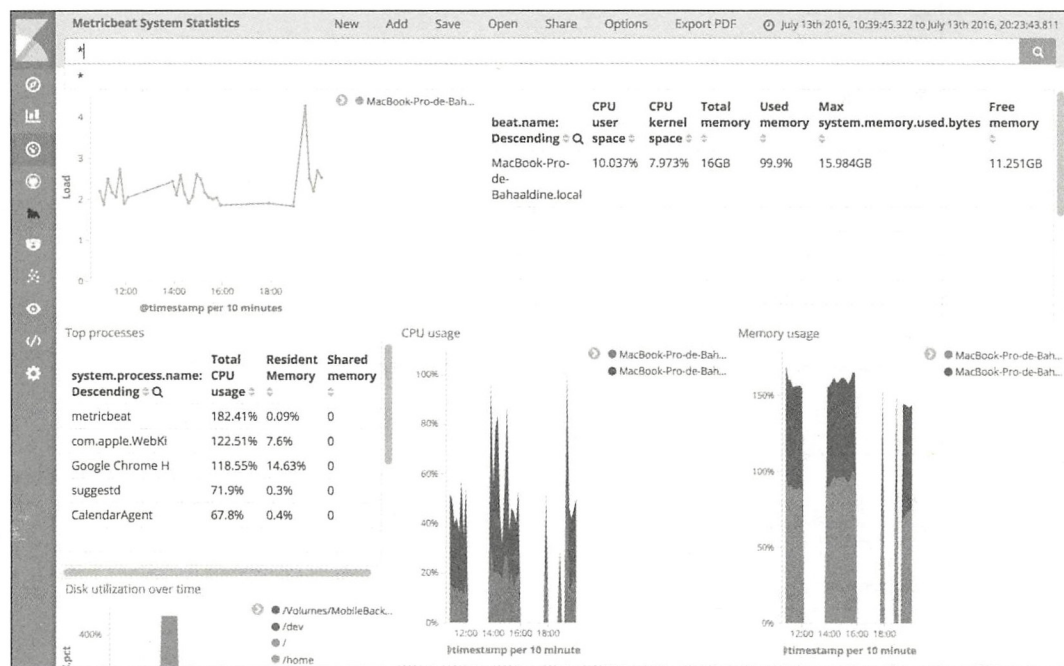 Metricbeat System Statistics New Add Save Open Share Options Export PDF July 13th 2016, 10:39:45.322 to July 13th 2016, 20:23:43.811
*
*
MacBook-Pro-de-Bah...
4
3
2
1
0
Load
12:00 14:00 16:00 18:00
@timestamp per 10 minutes
beat.name: Descending CPU user space CPU kernel space Total memory Used memory Max system.memory.used.bytes Free memory
MacBook-Pro-de-Bahaaldine.local 10.037% 7.973% 16GB 99.9% 15.984GB 11.251GB
Top processes
system.process.name: Descending Total CPU usage Resident Memory Shared memory
metricbeat 182.41% 0.09% 0
com.apple.WebKi 122.51% 7.6% 0
Google Chrome H 118.55% 14.63% 0
suggestd 71.9% 0.3% 0
CalendarAgent 67.8% 0.4% 0
CPU usage
MacBook-Pro-de-Bah...
MacBook-Pro-de-Bah...
100%
80%
60%
40%
20%
0%
12:00 14:00 16:00 18:00
timestamp per 10 minute
Memory usage
MacBook-Pro-de-Bah...
MacBook-Pro-de-Bah...
150%
100%
50%
0%
12:00 14:00 16:00 18:00
timestamp per 10 minute
Disk utilization over time
400%
.pct
/Volumes/MobileBack...
/dev
/
/home